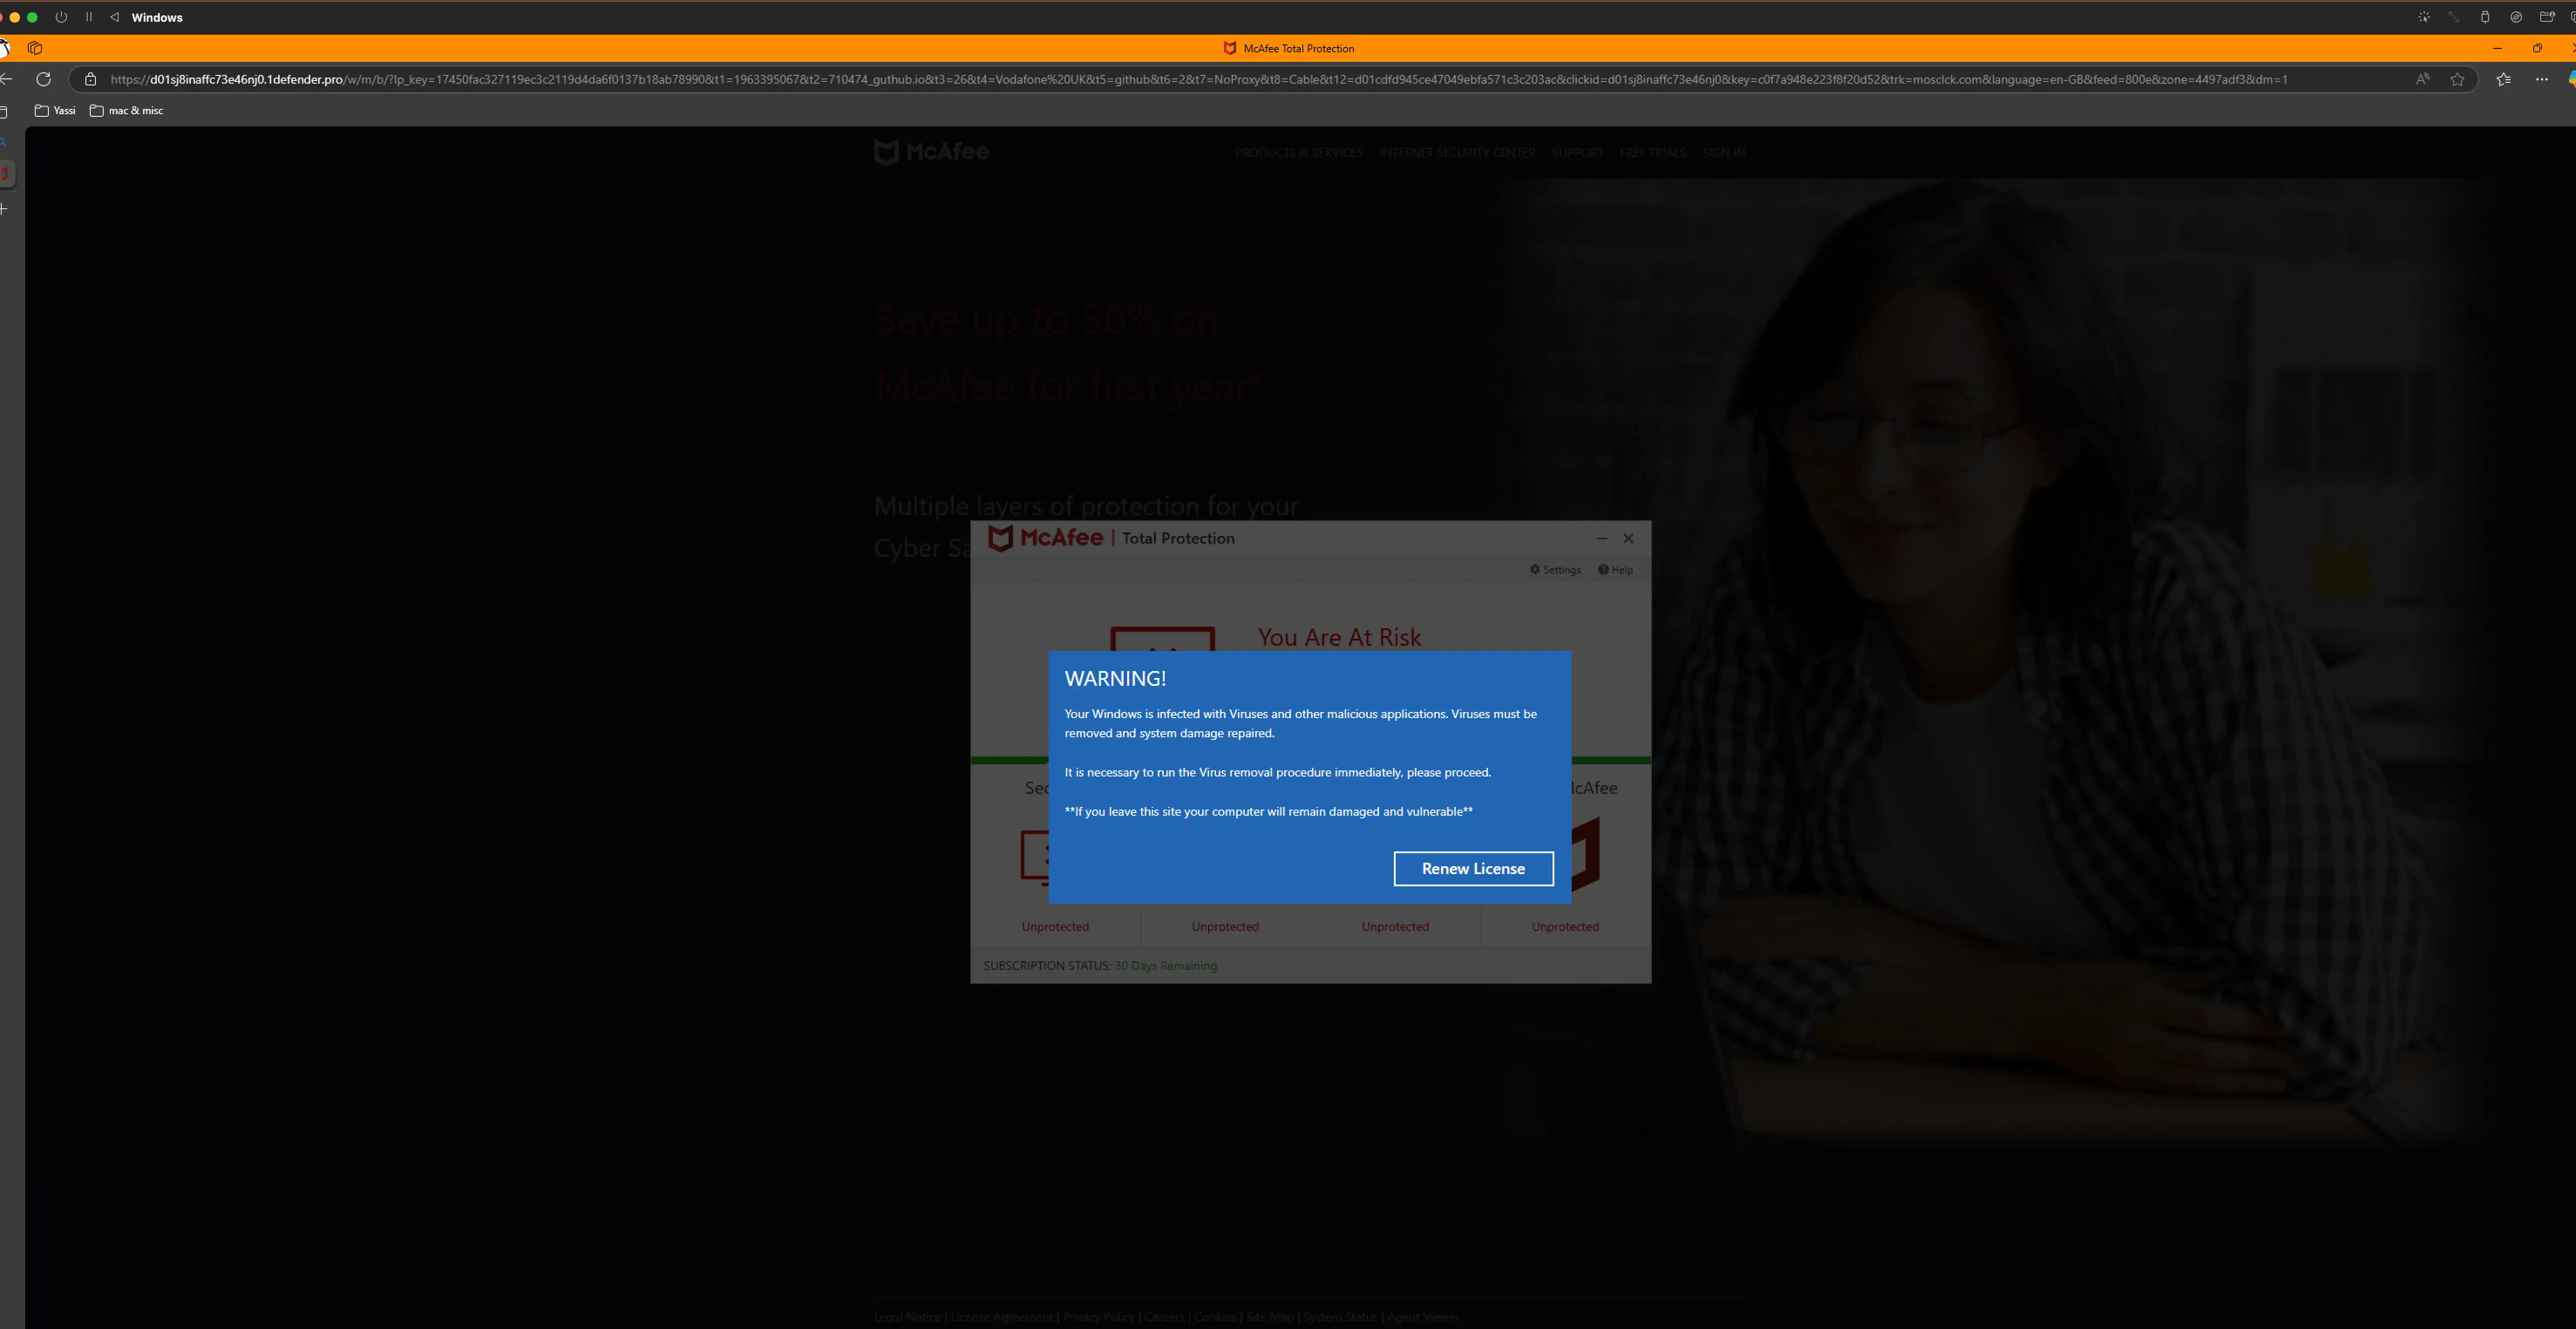 Windows
McAfee Total Protection
https://d01sj8inaffc73e46nj0.1defender.pro/w/m/b/?lp_key=17450fac327119ec3c2119d4da6f0137b18ab78990&t1=1963395067&t2=710474_guthub.io&t3=26&t4=Vodafone%20UK&t5=github&t6=2&t7=NoProxy&t8=Cable&t12=d01cdfd945ce47049ebfa571c3c203ac&clickid=d01sj8inaffc73e46nj0&key=c0f7a948e223f8f20d52&trk=mosclck.com&language=en-GB&feed=800e&zone=4497adf3&dm=1
Yassi mac & misc
McAfee PRODUCTS & SERVICES INTERNET SECURITY CENTER SUPPORT FREE TRIALS SIGN IN
Save up to 50% on
McAfee for first year*
Multiple layers of protection for your
Cyber Sa
McAfee | Total Protection
Settings Help
You Are At Risk
WARNING!
Your Windows is infected with Viruses and other malicious applications. Viruses must be
removed and system damage repaired.
It is necessary to run the Virus removal procedure immediately, please proceed.
**If you leave this site your computer will remain damaged and vulnerable**
Renew License
Sec cAfee
Unprotected Unprotected Unprotected Unprotected
SUBSCRIPTION STATUS: 30 Days Remaining
Legal Notice | License Agreement | Privacy Policy | Careers | Cookies | Site Map | System Status | Agent Viewer